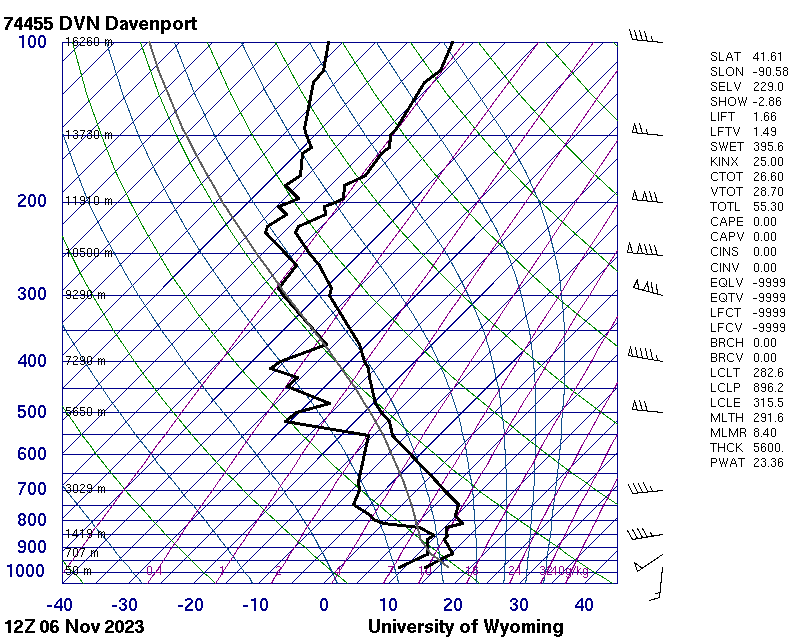 74455 DVN Davenport
100
16260 m
13730 m
200
11910 m
10500 m
300
9290 m
400
7290 m
500
5650 m
600
700
3029 m
800
1419 m
900
707 m
1000
50 m
0.4 1 2 4 7 10 16 24 32 40g/kg
-40 -30 -20 -10 0 10 20 30 40
12Z 06 Nov 2023 University of Wyoming
SLAT 41.61
SLON -90.58
SELV 229.0
SHOW -2.86
LIFT 1.66
LFTV 1.49
SWET 395.6
KINX 25.00
CTOT 26.60
VTOT 28.70
TOTL 55.30
CAPE 0.00
CAPV 0.00
CINS 0.00
CINV 0.00
EQLV -9999
EQTV -9999
LFCT -9999
LFCV -9999
BRCH 0.00
BRCV 0.00
LCLT 282.6
LCLP 896.2
LCLE 315.5
MLTH 291.6
MLMR 8.40
THCK 5600.
PWAT 23.36